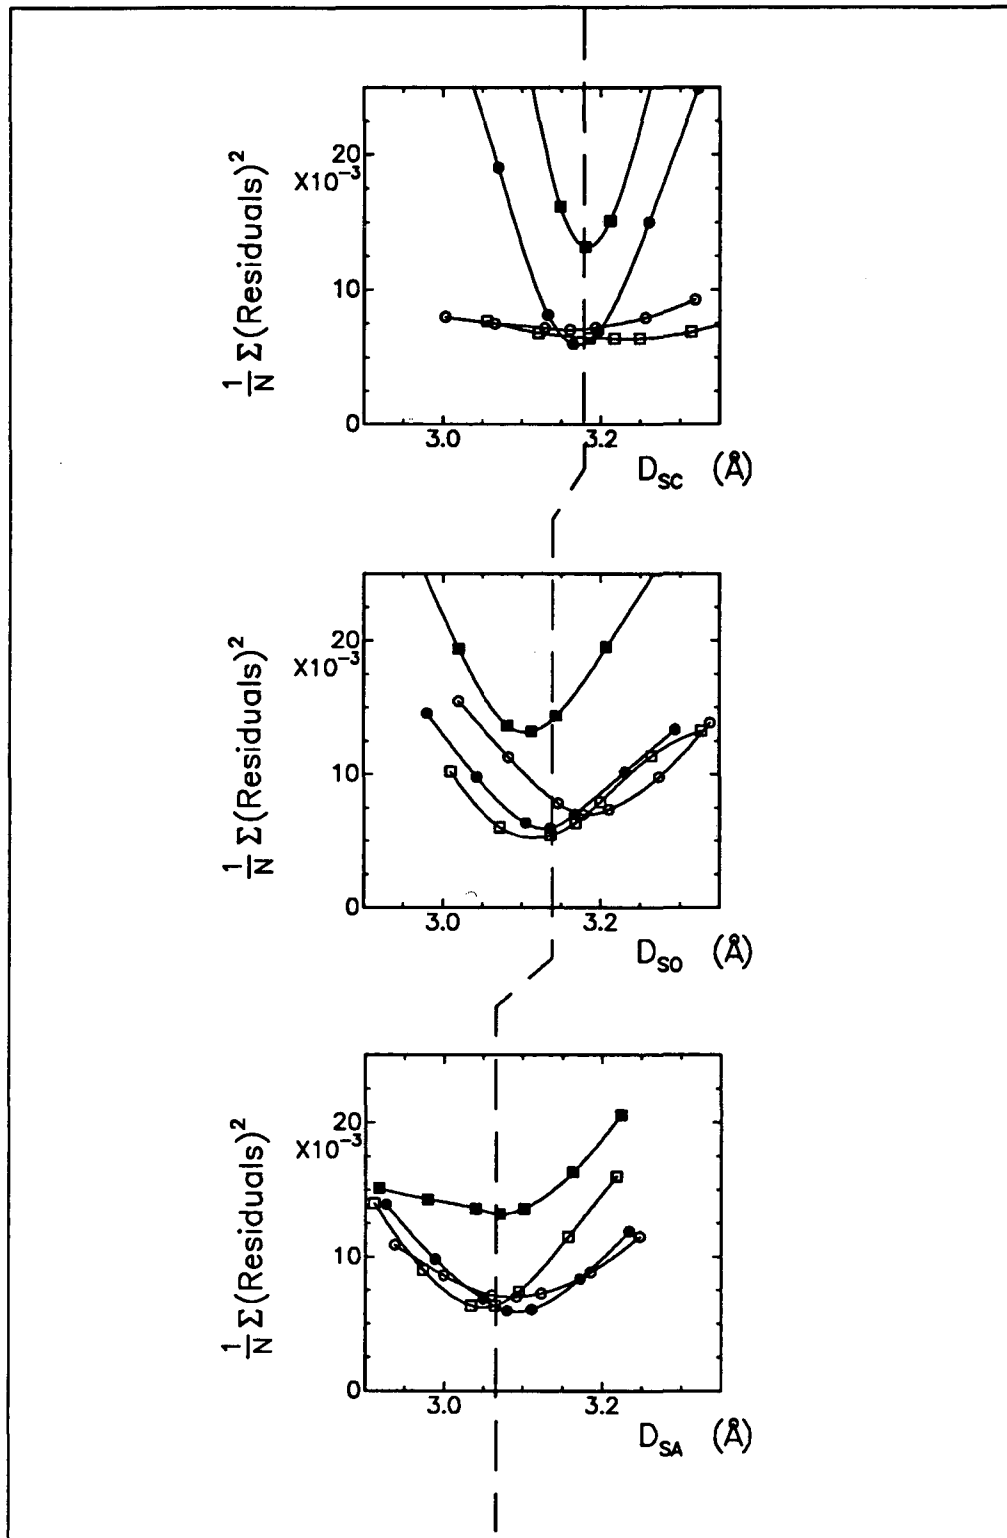 20
X10⁻³
10
0
1/N Σ(Residuals)²
3.0 3.2
D_SC (Å)
20
X10⁻³
10
0
1/N Σ(Residuals)²
3.0 3.2
D_SO (Å)
20
X10⁻³
10
0
1/N Σ(Residuals)²
3.0 3.2
D_SA (Å)